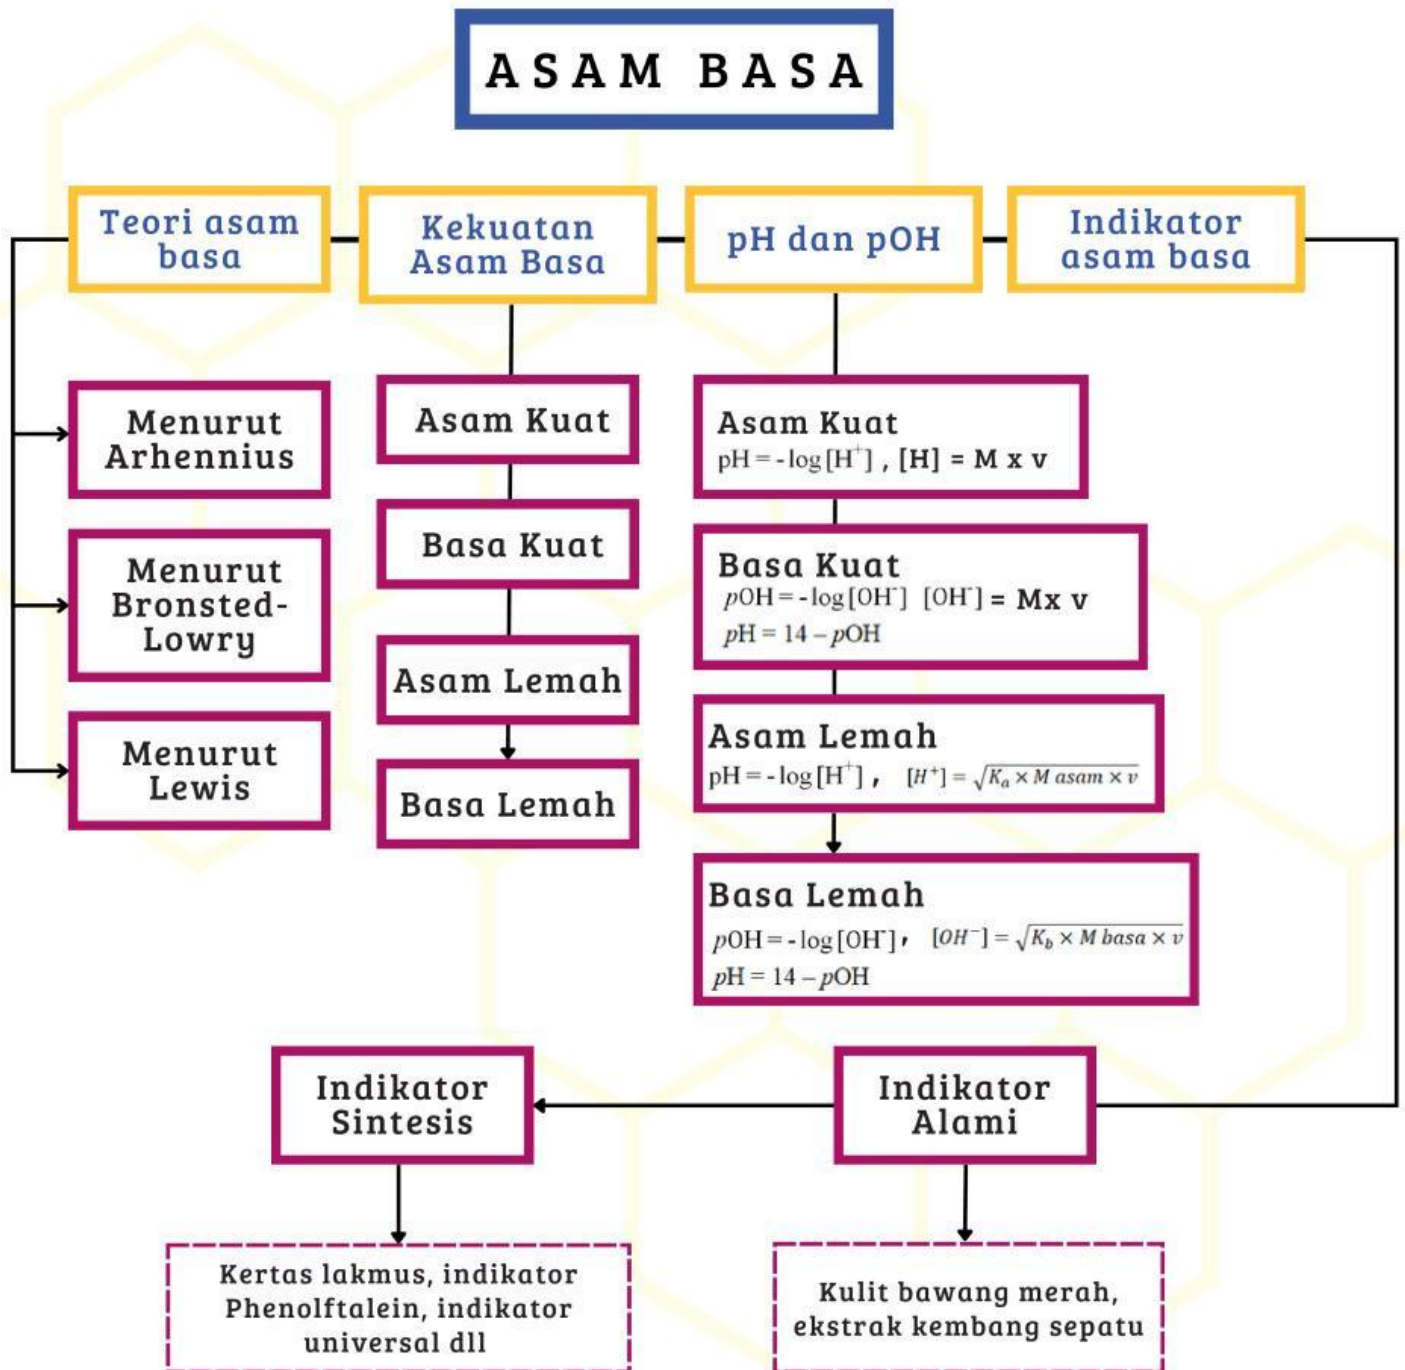 ASAM BASA
Teori asam
basa
Kekuatan
Asam Basa
pH dan pOH
Indikator
asam basa
Menurut
Arhennius
Menurut
Bronsted-
Lowry
Menurut
Lewis
Asam Kuat
Basa Kuat
Asam Lemah
Basa Lemah
Asam Kuat
pH = -log[H⁺] , [H] = M x v
Basa Kuat
pOH = -log[OH⁻] [OH⁻] = Mx v
pH = 14 – pOH
Asam Lemah
pH = -log[H⁺] , [H⁺] = √Kₐ × M asam × v
Basa Lemah
pOH = -log[OH⁻] , [OH⁻] = √K_b × M basa × v
pH = 14 – pOH
Indikator
Sintesis
Indikator
Alami
Kertas lakmus, indikator
Phenolftalein, indikator
universal dll
Kulit bawang merah,
ekstrak kembang sepatu